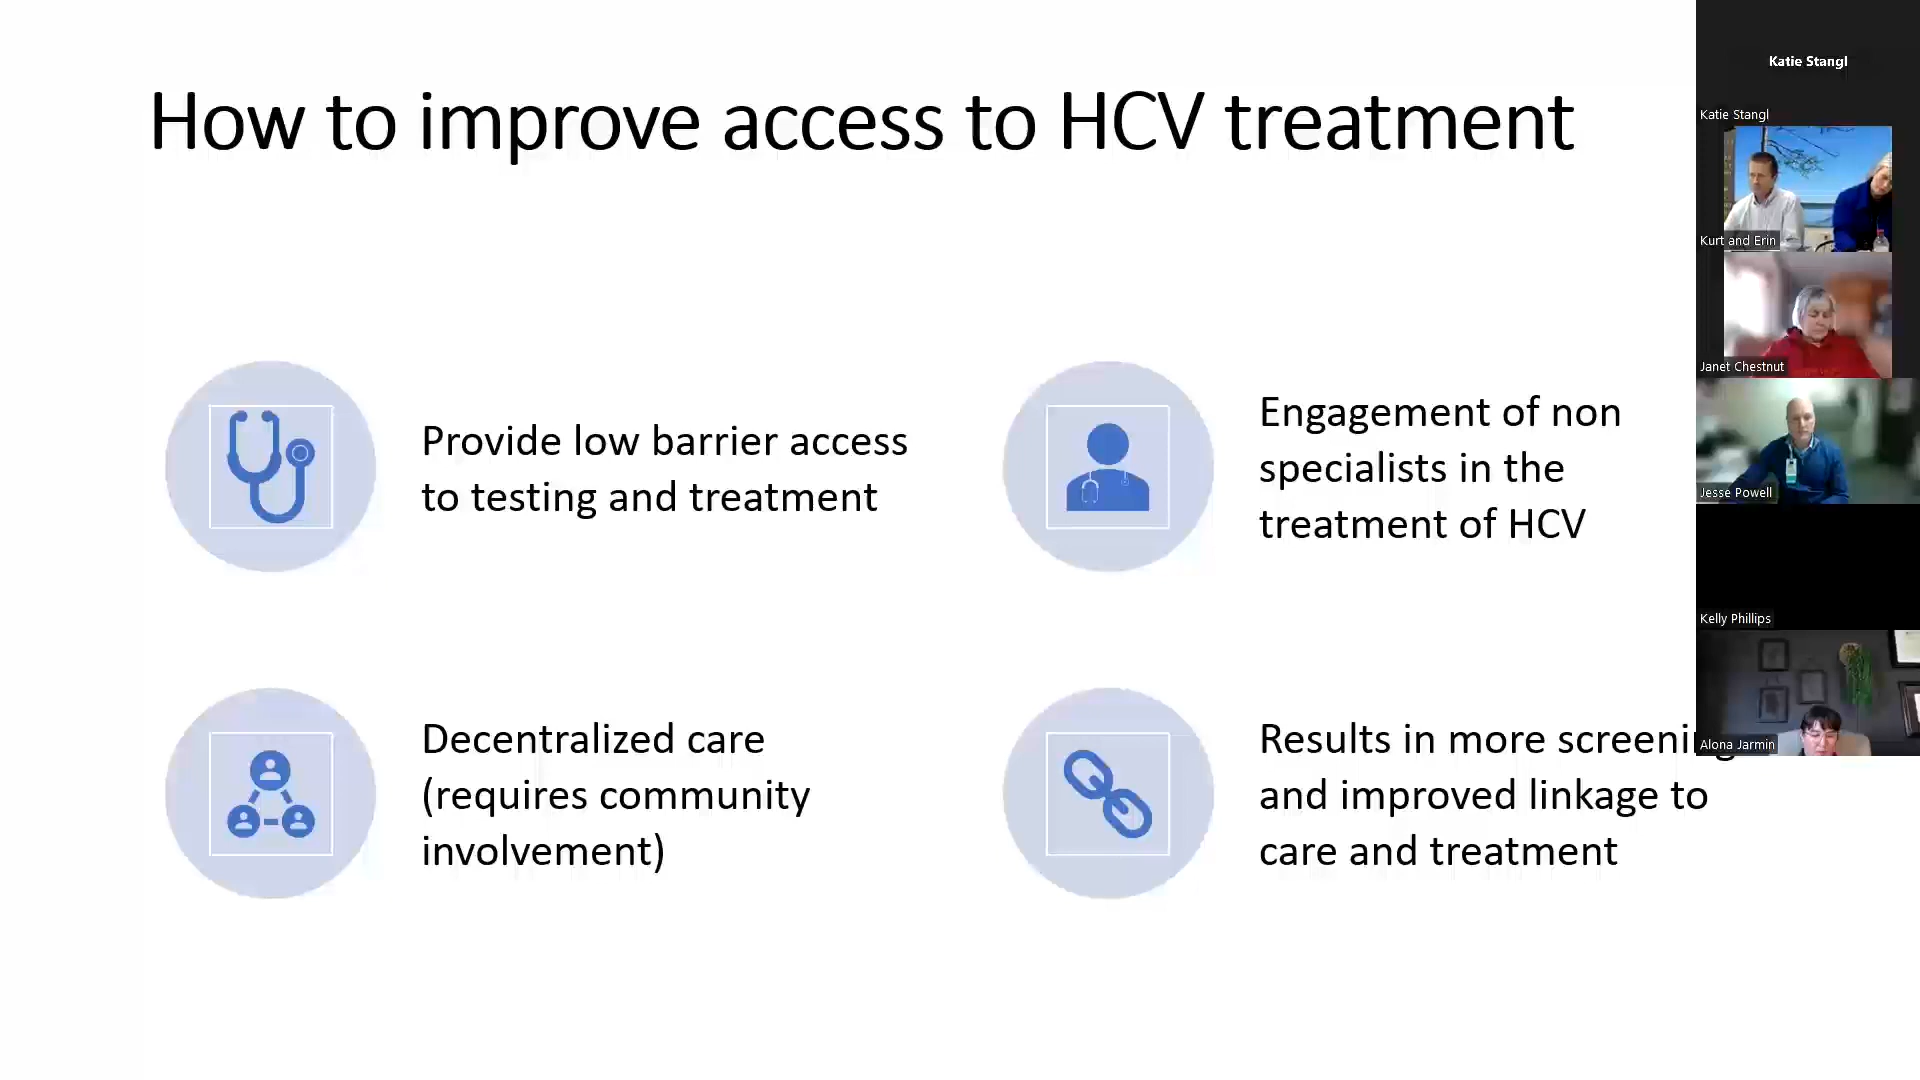 How to improve access to HCV treatment
Provide low barrier access
to testing and treatment
Engagement of non
specialists in the
treatment of HCV
Decentralized care
(requires community
involvement)
Results in more
and improved linkage to
care and treatment
Katie Stangl
Katie Stangl
Kurt and Erin
Janet Chestnut
Jesse Powell
Kelly Phillips
Alona Jarmin